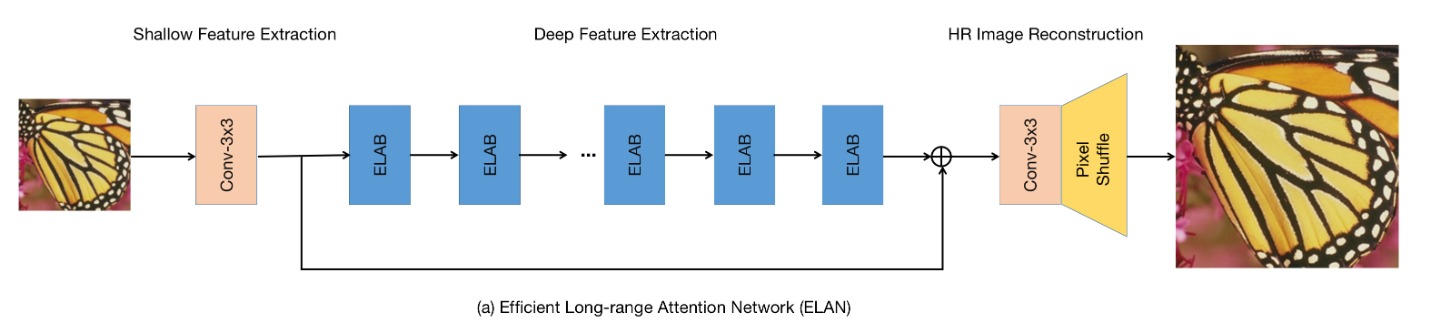 Shallow Feature Extraction
Deep Feature Extraction
HR Image Reconstruction
Conv-3x3
ELAB
ELAB
...
ELAB
ELAB
ELAB
Conv-3x3
Pixel
Shuffle
(a) Efficient Long-range Attention Network (ELAN)